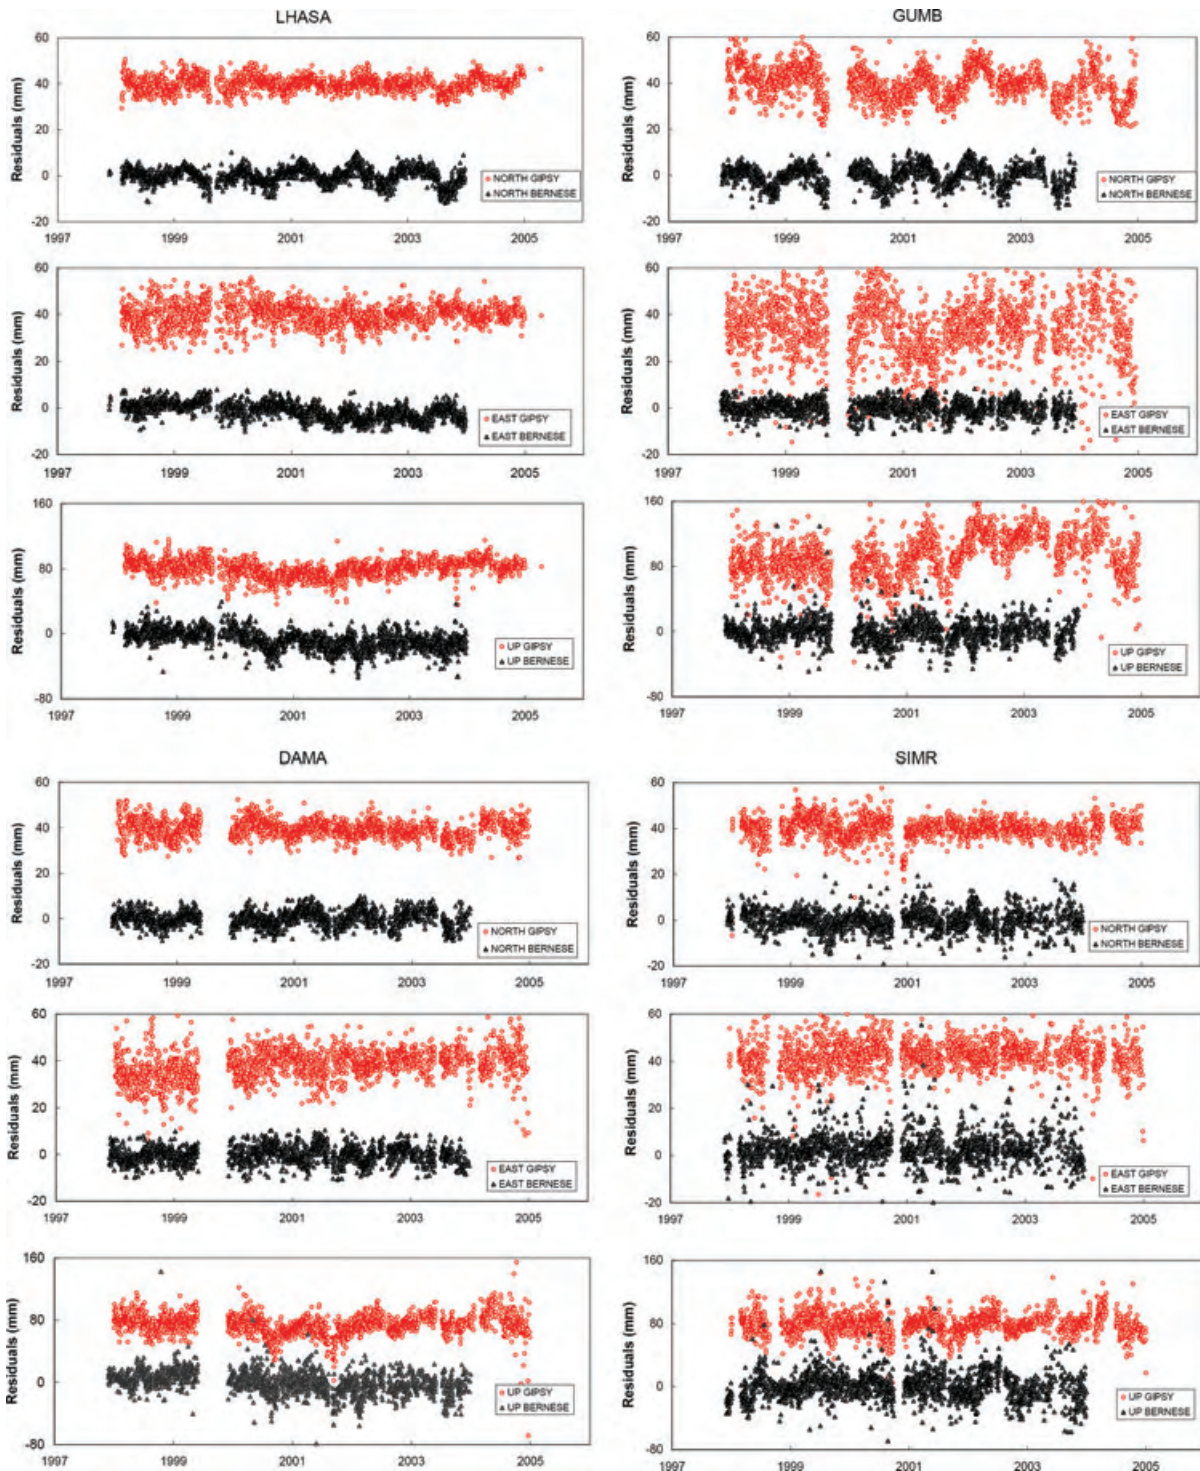 LHASA
Residuals (mm)
60
40
20
0
-20
NORTH GIPSY
NORTH BERNESE
1997 1999 2001 2003 2005
Residuals (mm)
60
40
20
0
-20
EAST GIPSY
EAST BERNESE
1997 1999 2001 2003 2005
Residuals (mm)
160
80
0
-80
UP GIPSY
UP BERNESE
1997 1999 2001 2003 2005
GUMB
Residuals (mm)
60
40
20
0
-20
NORTH GIPSY
NORTH BERNESE
1997 1999 2001 2003 2005
Residuals (mm)
60
40
20
0
-20
EAST GIPSY
EAST BERNESE
1997 1999 2001 2003 2005
Residuals (mm)
160
80
0
-80
UP GIPSY
UP BERNESE
1997 1999 2001 2003 2005
DAMA
Residuals (mm)
60
40
20
0
-20
NORTH GIPSY
NORTH BERNESE
1997 1999 2001 2003 2005
Residuals (mm)
60
40
20
0
-20
EAST GIPSY
EAST BERNESE
1997 1999 2001 2003 2005
Residuals (mm)
160
80
0
-80
UP GIPSY
UP BERNESE
1997 1999 2001 2003 2005
SIMR
Residuals (mm)
60
40
20
0
-20
NORTH GIPSY
NORTH BERNESE
1997 1999 2001 2003 2005
Residuals (mm)
60
40
20
0
-20
EAST GIPSY
EAST BERNESE
1997 1999 2001 2003 2005
Residuals (mm)
160
80
0
-80
UP GIPSY
UP BERNESE
1997 1999 2001 2003 2005